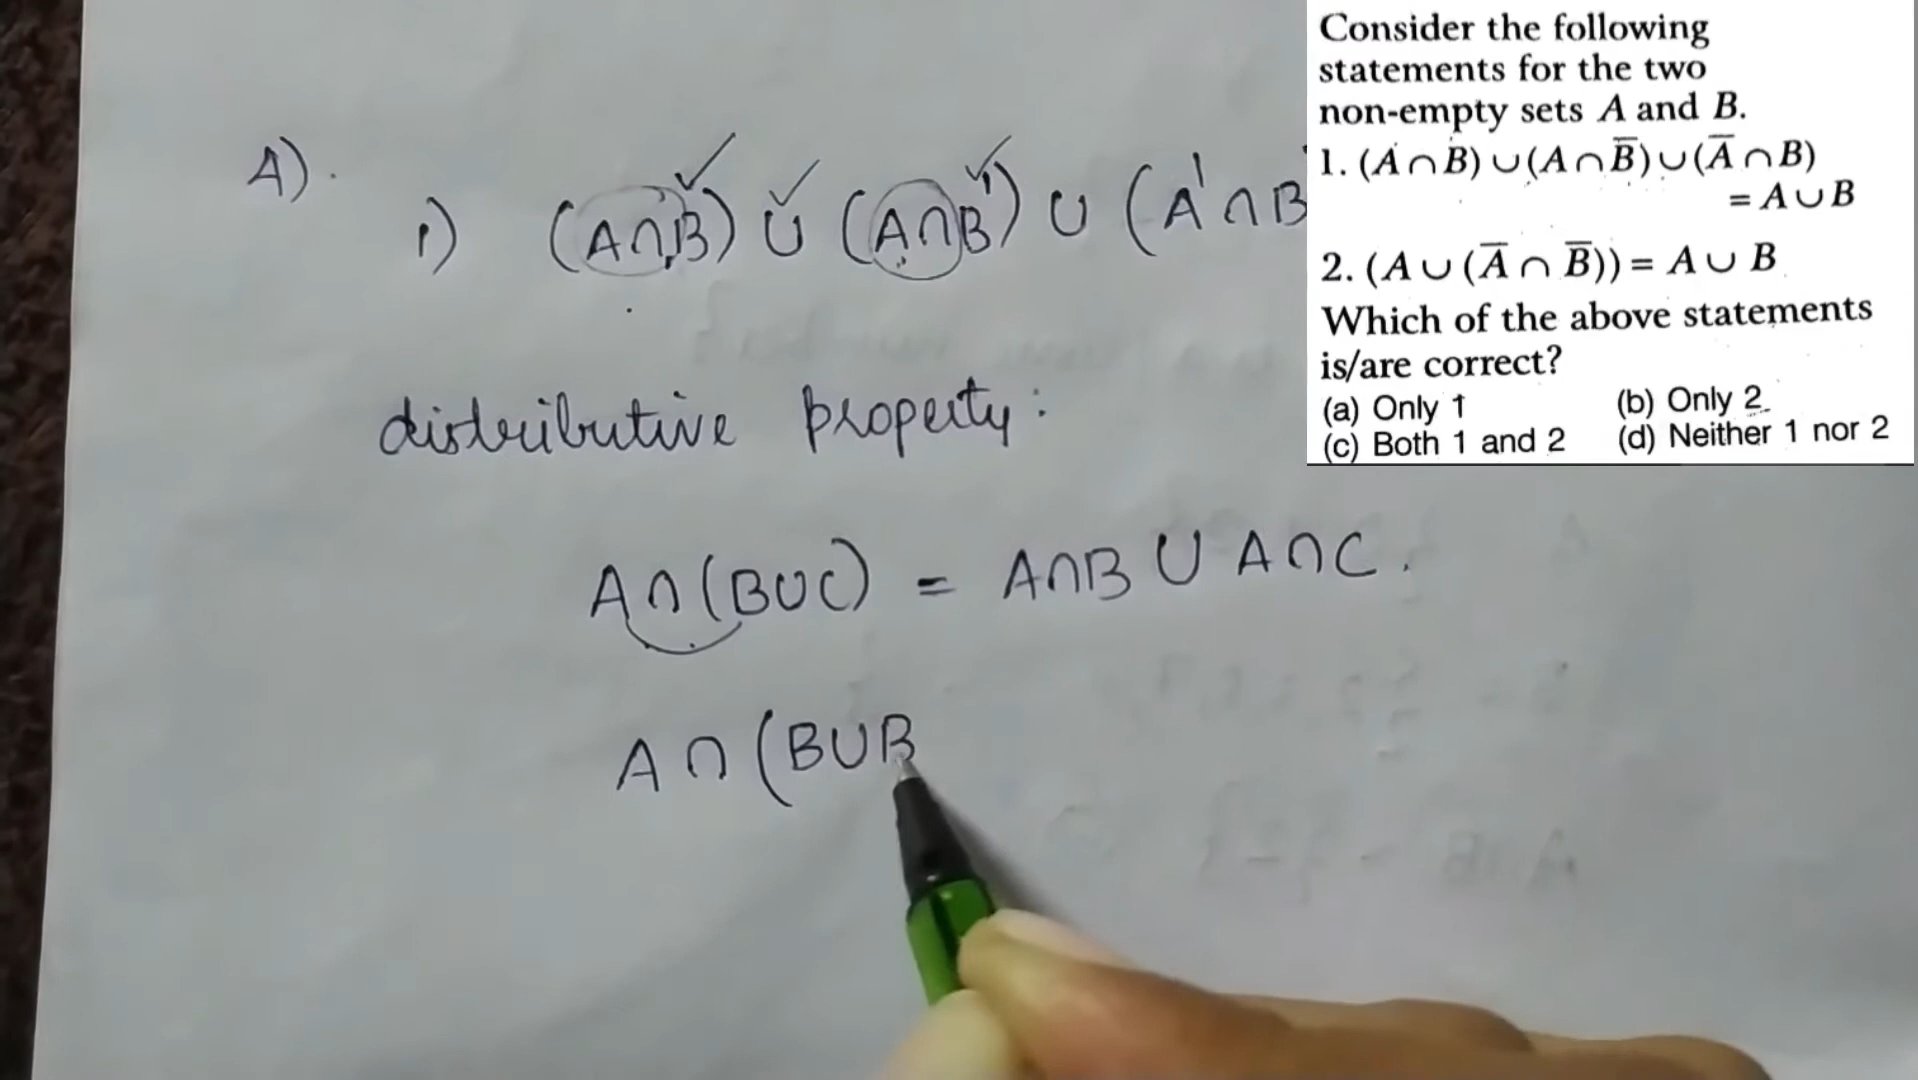 Consider the following
statements for the two
non-empty sets A and B.
1. (A ∩ B) ∪ (A ∩ B̅) ∪ (A̅ ∩ B)
= A ∪ B
2. (A ∪ (A̅ ∩ B̅)) = A ∪ B
Which of the above statements
is/are correct?
(a) Only 1 (b) Only 2
(c) Both 1 and 2 (d) Neither 1 nor 2
A).
1) (A∩B) ∪ (A∩B') ∪ (A' ∩ B
distributive property:
A∩(B∪C) = A∩B ∪ A∩C.
A ∩ (B∪B